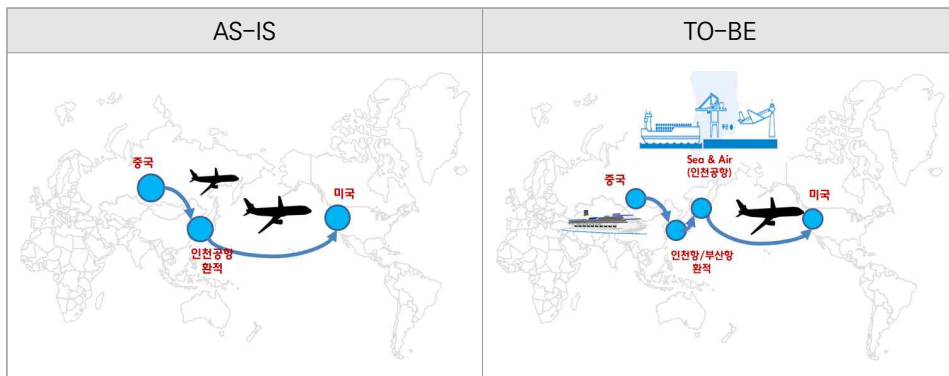 AS-IS
TO-BE
중국
미국
인천공항
환적
Sea & Air
(인천공항)
중국
미국
인천항/부산항
환적